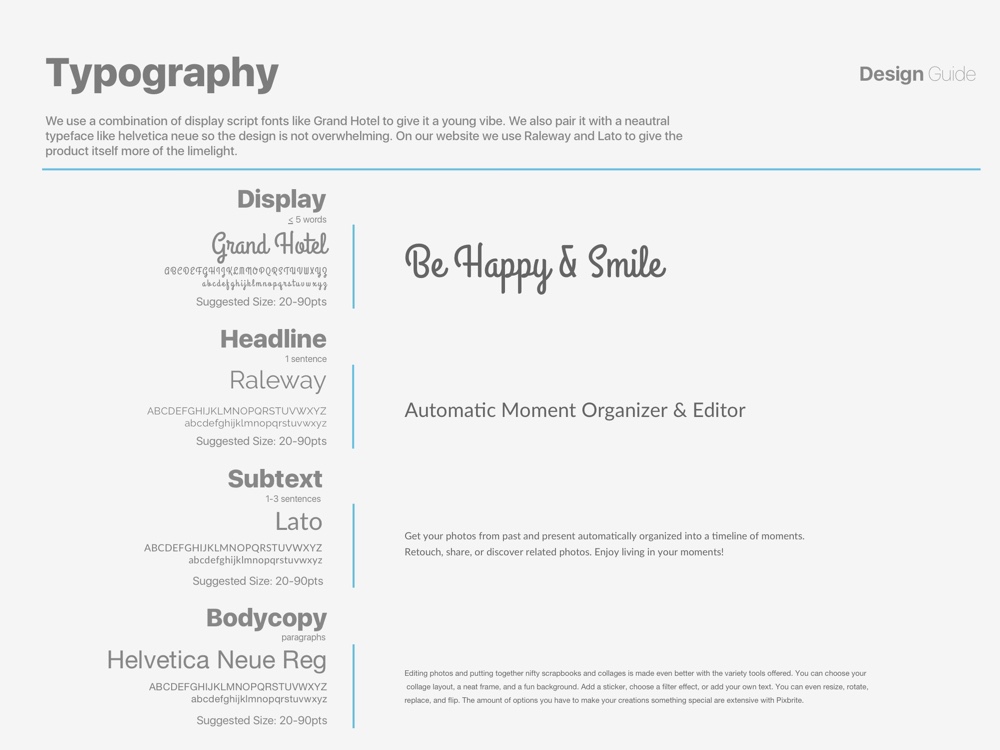 Typography
Design Guide
We use a combination of display script fonts like Grand Hotel to give it a young vibe. We also pair it with a neautral
typeface like helvetica neue so the design is not overwhelming. On our website we use Raleway and Lato to give the
product itself more of the limelight.
Display
≤ 5 words
Grand Hotel
ABCDEFGHIJKLMNOPQRSTUVWXYZ
abcdefghijklmnopqrstuvwxyz
Suggested Size: 20-90pts
Be Happy & Smile
Headline
1 sentence
Raleway
ABCDEFGHIJKLMNOPQRSTUVWXYZ
abcdefghijklmnopqrstuvwxyz
Suggested Size: 20-90pts
Automatic Moment Organizer & Editor
Subtext
1-3 sentences
Lato
ABCDEFGHIJKLMNOPQRSTUVWXYZ
abcdefghijklmnopqrstuvwxyz
Suggested Size: 20-90pts
Get your photos from past and present automatically organized into a timeline of moments.
Retouch, share, or discover related photos. Enjoy living in your moments!
Bodycopy
paragraphs
Helvetica Neue Reg
ABCDEFGHIJKLMNOPQRSTUVWXYZ
abcdefghijklmnopqrstuvwxyz
Suggested Size: 20-90pts
Editing photos and putting together nifty scrapbooks and collages is made even better with the variety tools offered. You can choose your
collage layout, a neat frame, and a fun background. Add a sticker, choose a filter effect, or add your own text. You can even resize, rotate,
replace, and flip. The amount of options you have to make your creations something special are extensive with Pixbrite.